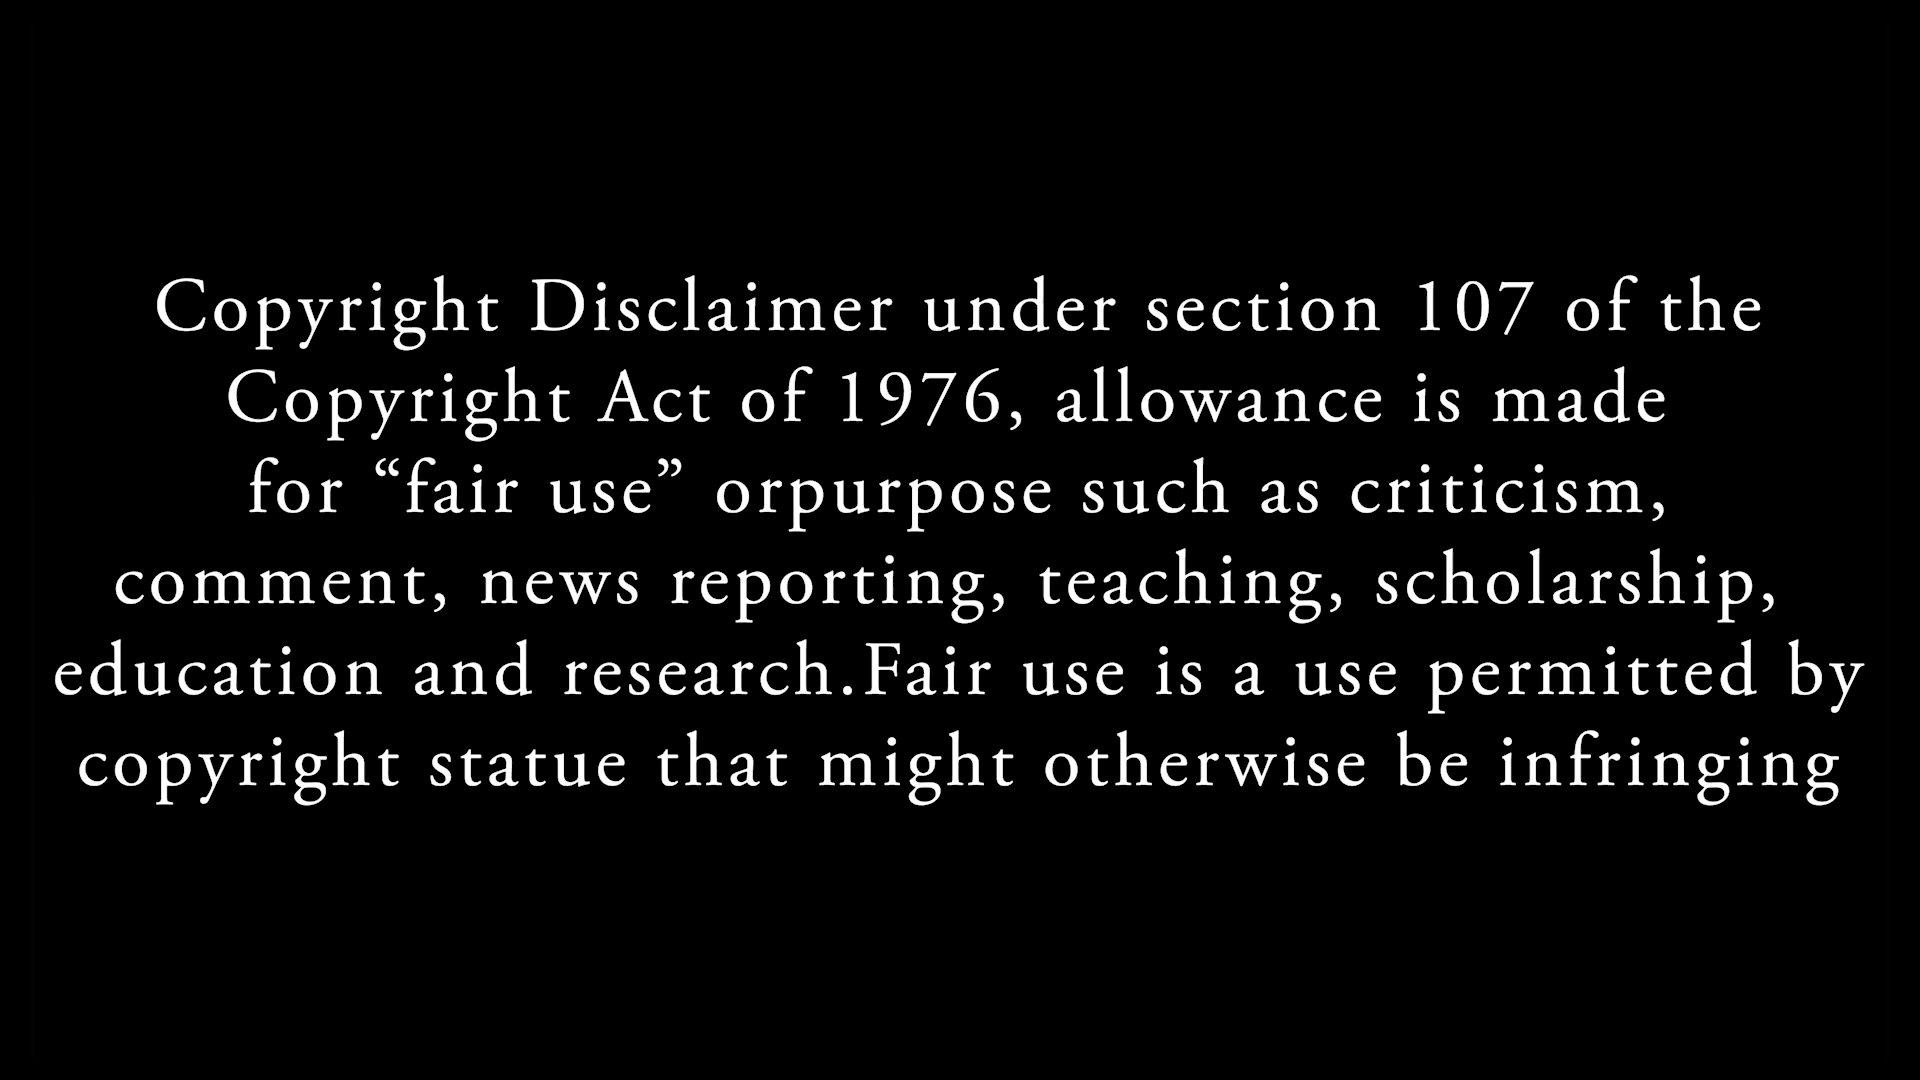 Copyright Disclaimer under section 107 of the
Copyright Act of 1976, allowance is made
for “fair use” orpurpose such as criticism,
comment, news reporting, teaching, scholarship,
education and research.Fair use is a use permitted by
copyright statue that might otherwise be infringing